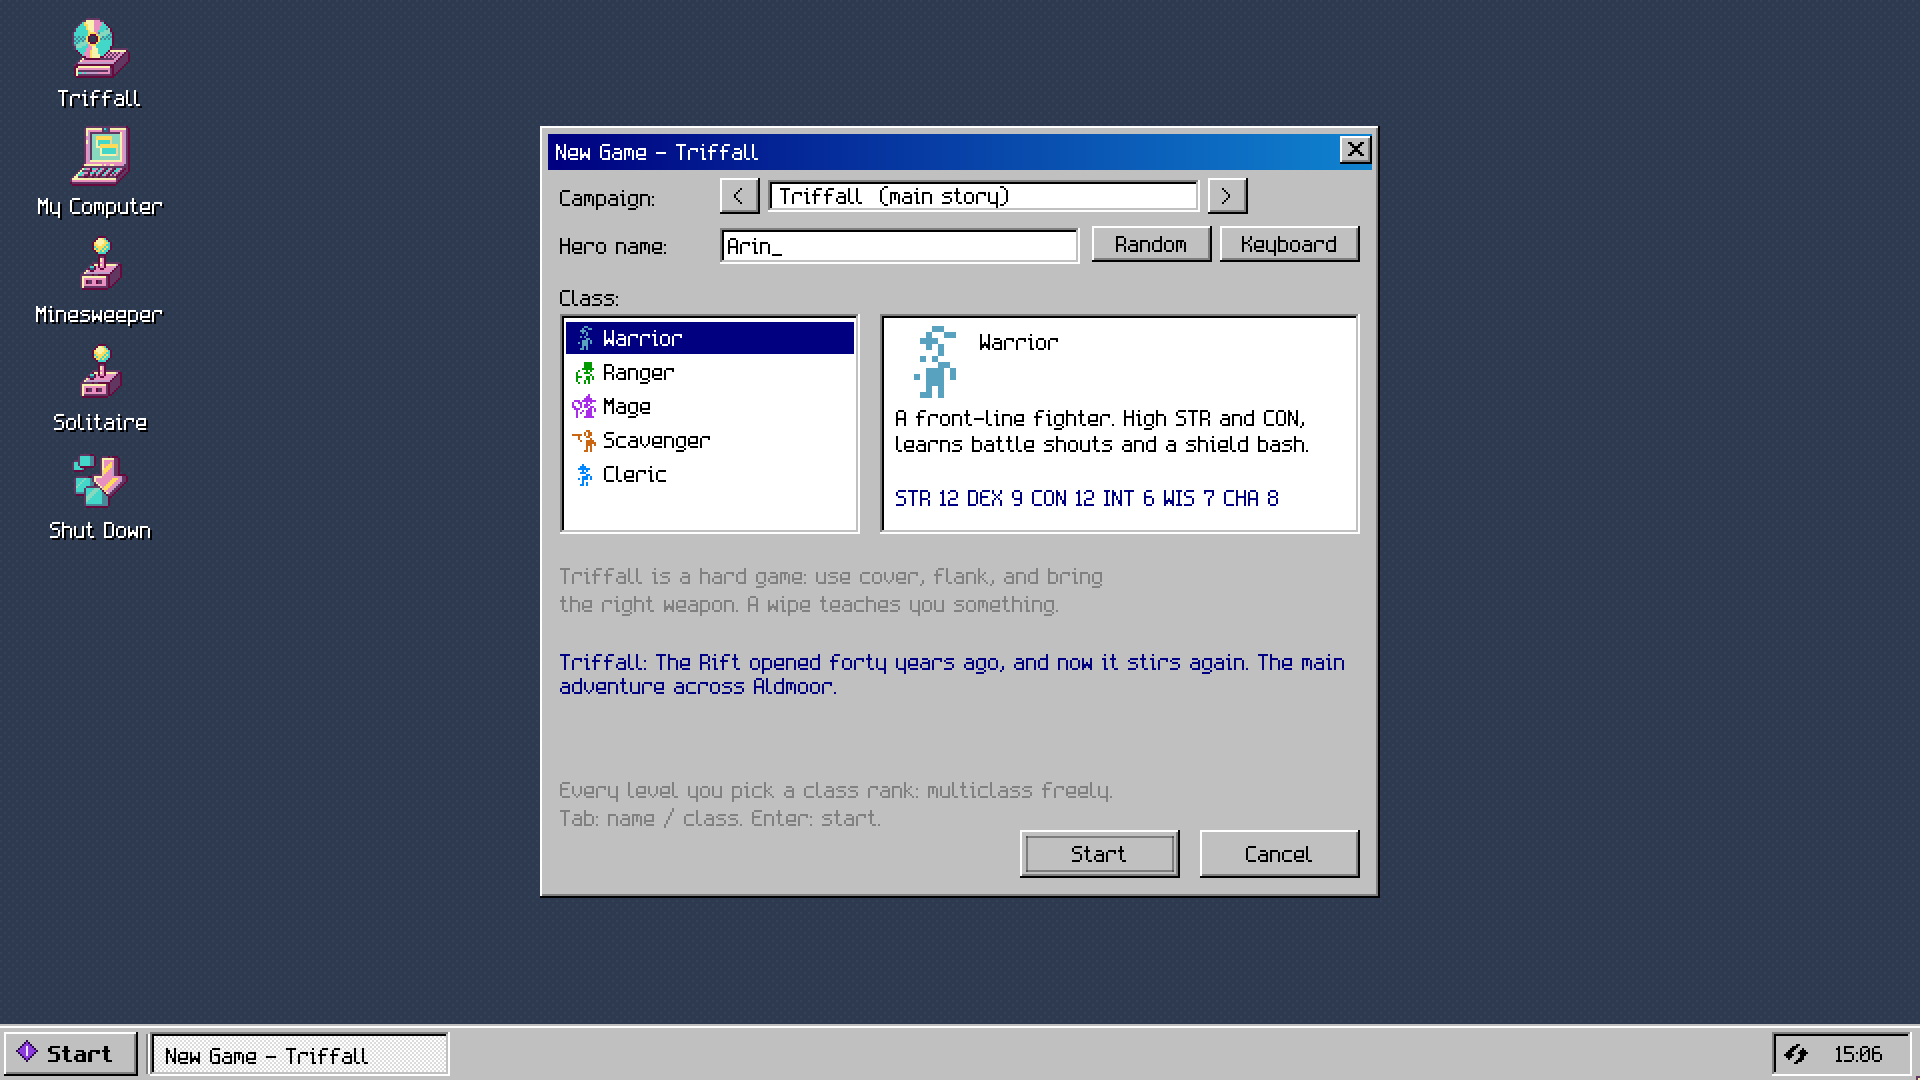 Triffall
My Computer
Minesweeper
Solitaire
Shut Down
New Game - Triffall
Campaign:
< Triffall (main story) >
Hero name: Arin_ Random Keyboard
Class:
Warrior
Ranger
Mage
Scavenger
Cleric
Warrior
A front-line fighter. High STR and CON,
learns battle shouts and a shield bash.
STR 12 DEX 9 CON 12 INT 6 WIS 7 CHA 8
Triffall is a hard game: use cover, flank, and bring
the right weapon. A wipe teaches you something.
Triffall: The Rift opened forty years ago, and now it stirs again. The main
adventure across Aldmoor.
Every level you pick a class rank: multiclass freely.
Tab: name / class. Enter: start.
Start Cancel
Start New Game - Triffall 15:06